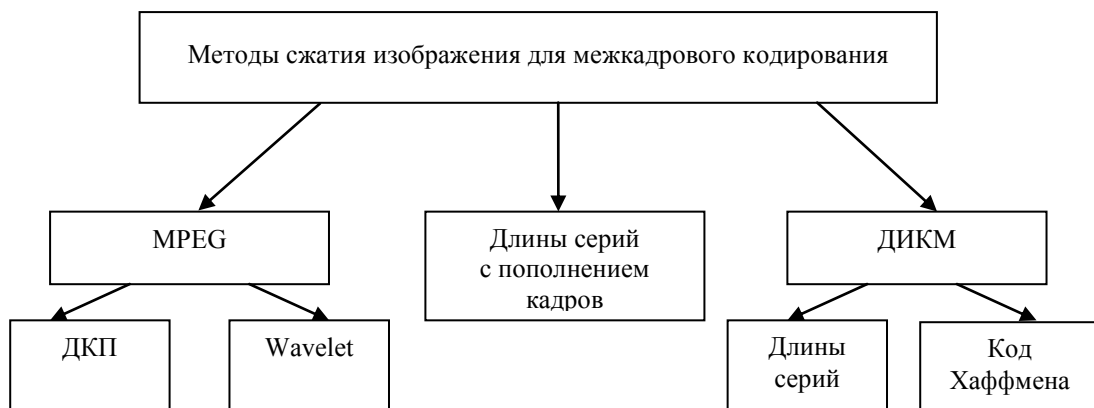 Методы сжатия изображения для межкадрового кодирования
MPEG
Длины серий
с пополнением
кадров
ДИКМ
ДКП
Wavelet
Длины
серий
Код
Хаффмена